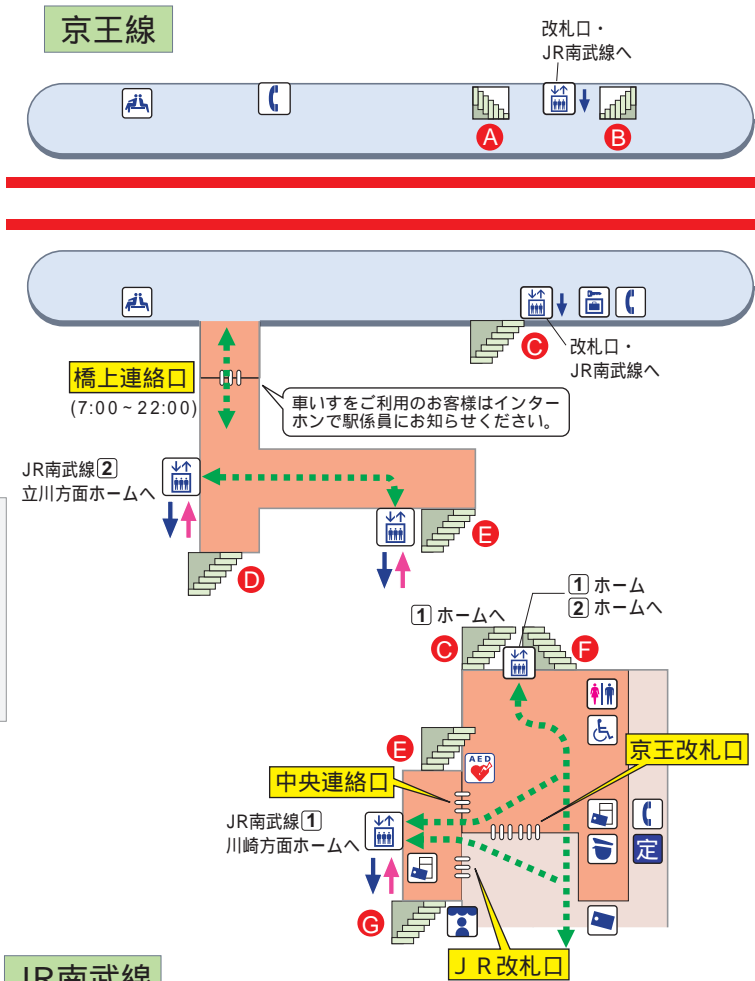 京王線
改札口・
JR南武線へ
A
B
C
改札口・
JR南武線へ
橋上連絡口
(7:00~22:00)
車いすをご利用のお客様はインター
ホンで駅係員にお知らせください。
JR南武線2
立川方面ホームへ
E
D
1 ホーム
2 ホームへ
1 ホームへ
C
F
E
AED
京王改札口
中央連絡口
JR南武線1
川崎方面ホームへ
定
G
JR改札口
JR南武線